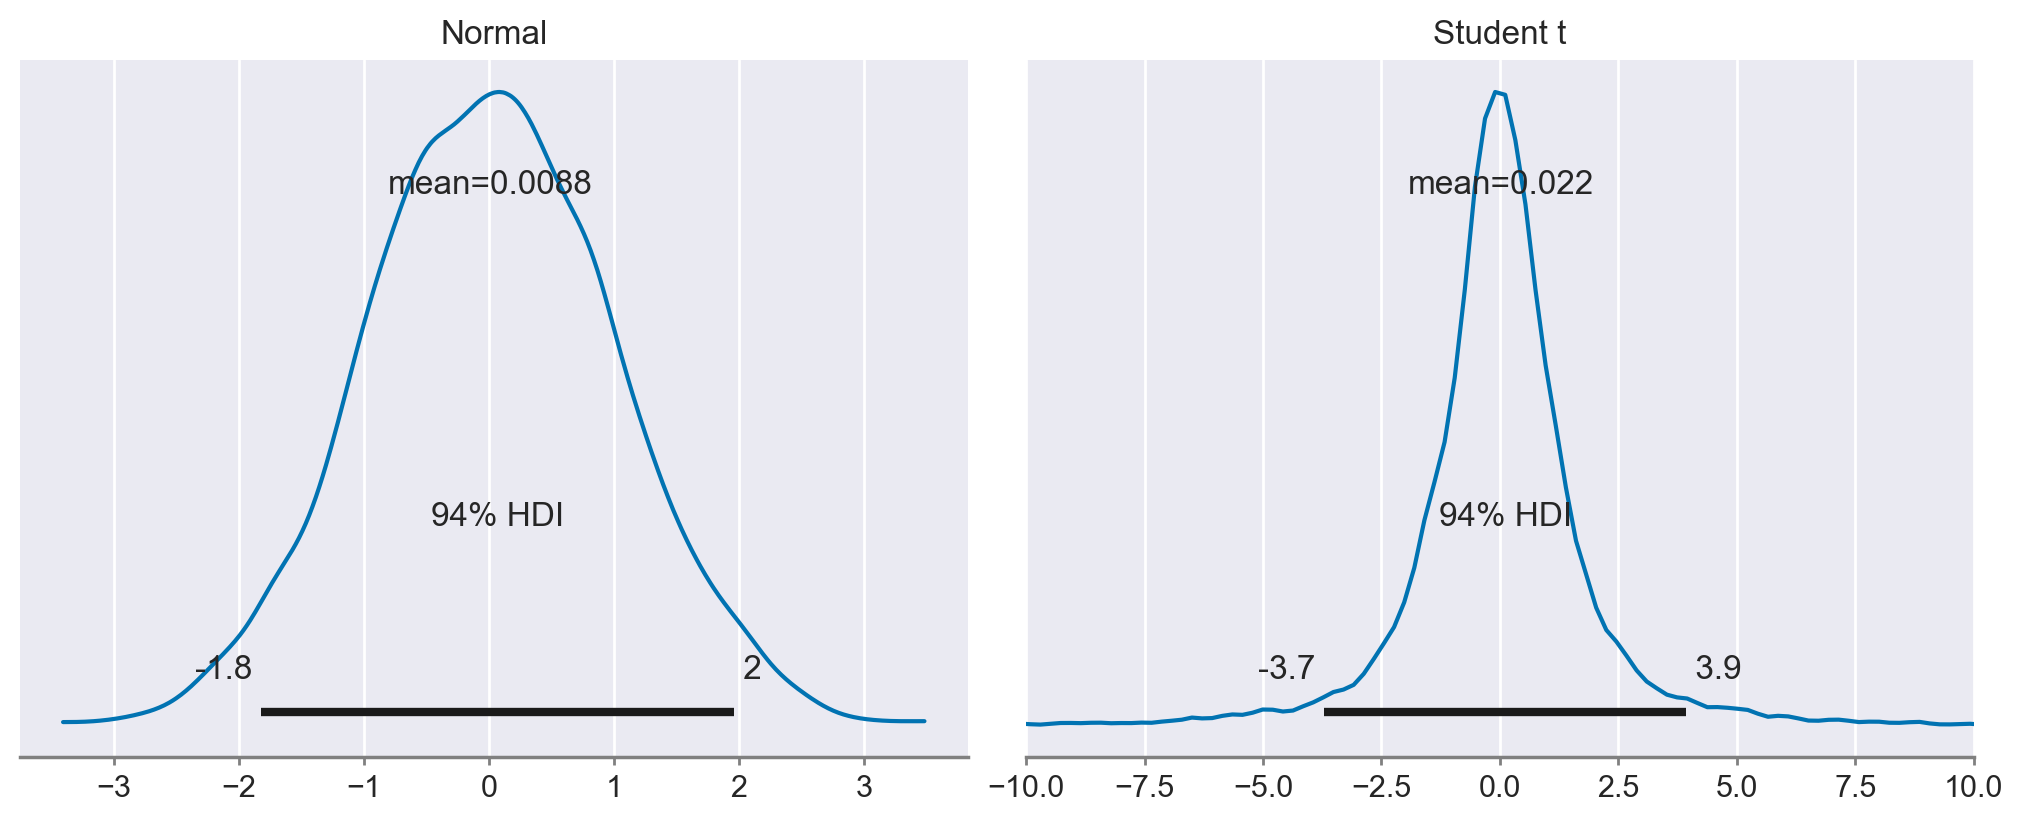 Normal
mean=0.0088
94% HDI
-1.8
2
−3 −2 −1 0 1 2 3
Student t
mean=0.022
94% HDI
-3.7
3.9
−10.0 −7.5 −5.0 −2.5 0.0 2.5 5.0 7.5 10.0